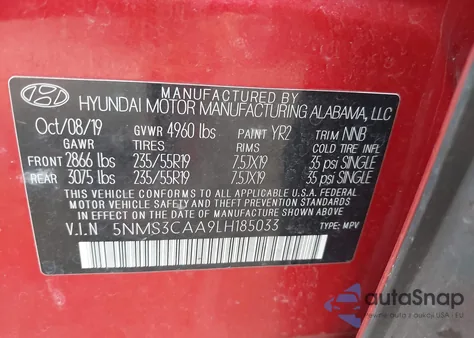 MANUFACTURED BY
HYUNDAI MOTOR MANUFACTURING ALABAMA, LLC
Oct/08/19 GVWR 4960 lbs PAINT YR2 TRIM NNB
GAWR TIRES RIMS COLD TIRE INFL
FRONT 2866 lbs 235/55R19 7.5JX19 35 psi SINGLE
REAR 3075 lbs 235/55R19 7.5JX19 35 psi SINGLE
THIS VEHICLE CONFORMS TO ALL APPLICABLE U.S.A. FEDERAL
MOTOR VEHICLE SAFETY AND THEFT PREVENTION STANDARDS IN
EFFECT ON THE DATE OF MANUFACTURE SHOWN ABOVE.
V.I.N 5NMS3CAA9LH185033 TYPE: MPV
autoSnap